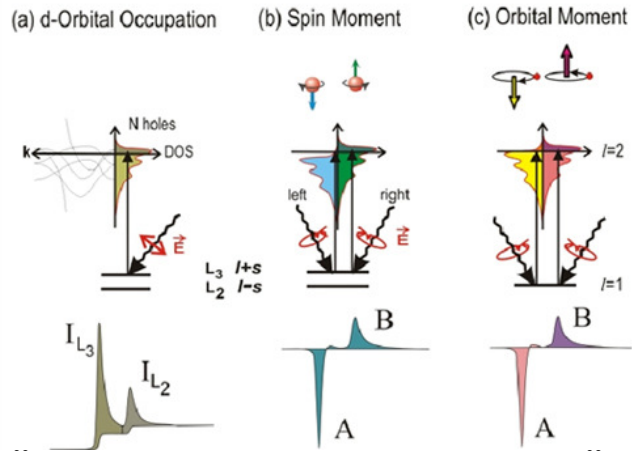 (a) d-Orbital Occupation
(b) Spin Moment
(c) Orbital Moment
N holes
k
DOS
E
L3 l+s
L2 l−s
left
right
E
l=2
l=1
IL3
IL2
A
B
A
B